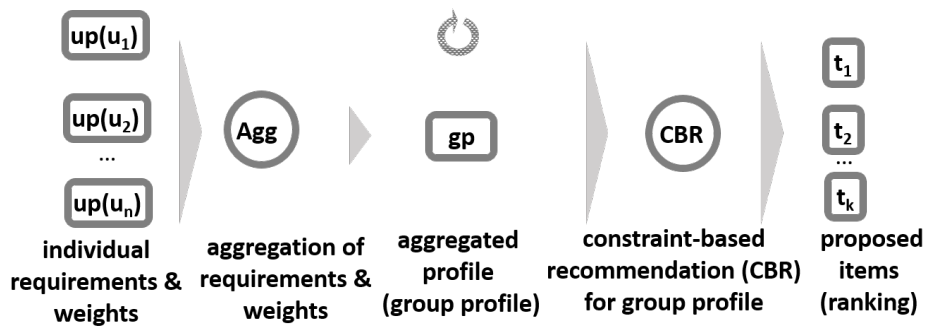 up(u₁)
up(u₂)
...
up(uₙ)
individual
requirements &
weights
Agg
aggregation of
requirements &
weights
gp
aggregated
profile
(group profile)
CBR
constraint-based
recommendation (CBR)
for group profile
t₁
t₂
...
tₖ
proposed
items
(ranking)